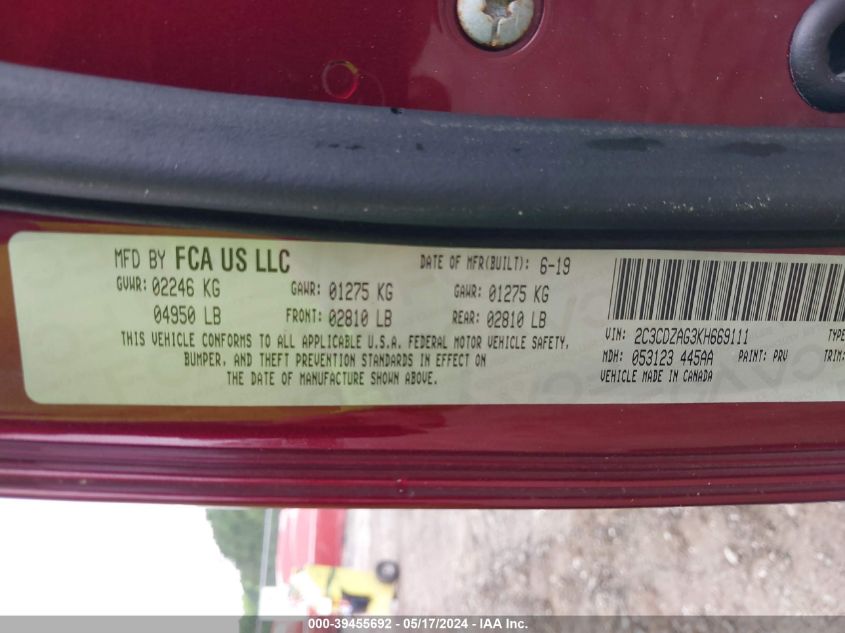 MFD BY FCA US LLC DATE OF MFR(BUILT): 6-19
GVWR: 02246 KG GAWR: 01275 KG GAWR: 01275 KG
04950 LB FRONT: 02810 LB REAR: 02810 LB
THIS VEHICLE CONFORMS TO ALL APPLICABLE U.S.A. FEDERAL MOTOR VEHICLE SAFETY,
BUMPER, AND THEFT PREVENTION STANDARDS IN EFFECT ON
THE DATE OF MANUFACTURE SHOWN ABOVE.
VIN: 2C3CDZAG3KH669111 TYPE
MDH: 053123 445AA PAINT: PRV TRIM:
VEHICLE MADE IN CANADA
000-39455692 - 05/17/2024 - IAA Inc.